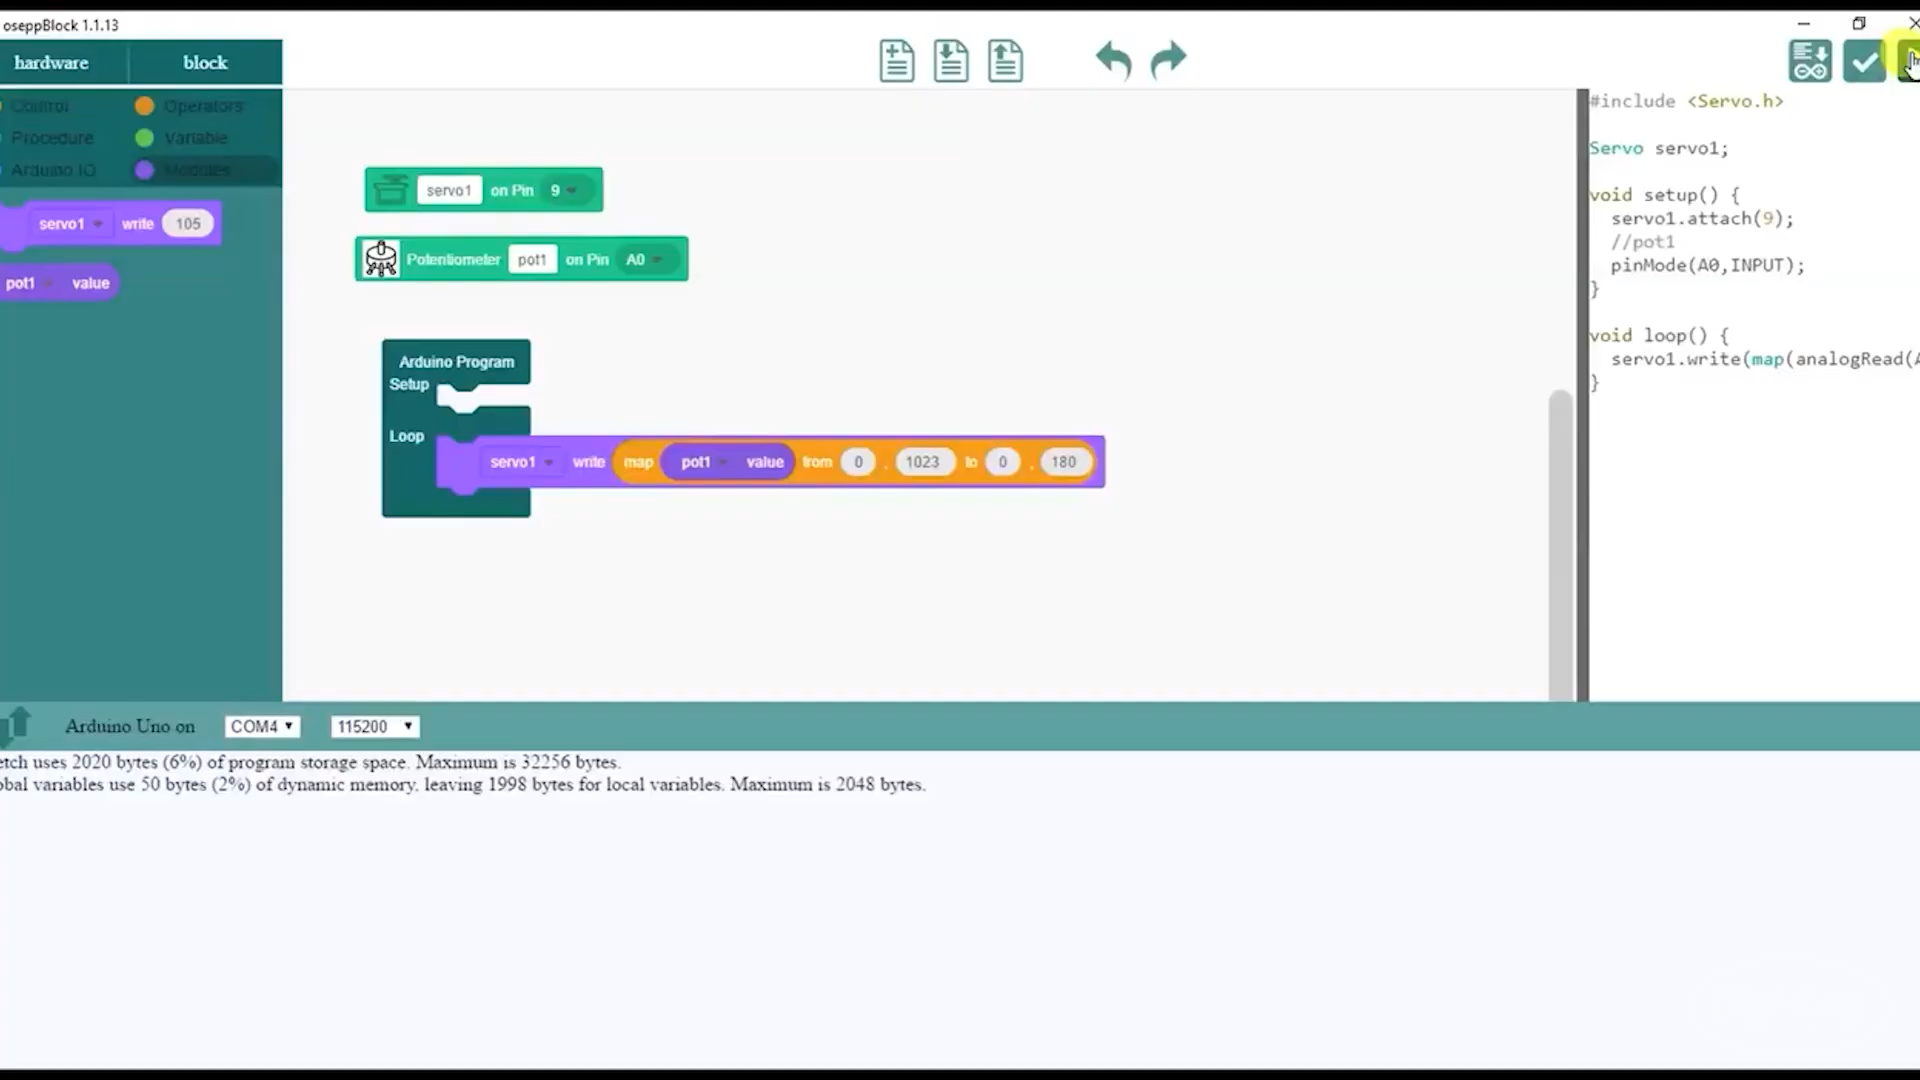 oseppBlock 1.1.13
hardware block
Control Operators
Procedure Variable
Arduino IO Modules
servo1 write 105
pot1 value
servo1 on Pin 9
Potentiometer pot1 on Pin A0
Arduino Program
Setup
Loop
servo1 write map pot1 value from 0 , 1023 to 0 , 180
#include <Servo.h>
Servo servo1;
void setup() {
servo1.attach(9);
//pot1
pinMode(A0,INPUT);
}
void loop() {
servo1.write(map(analogRead(A
}
Arduino Uno on COM4 115200
etch uses 2020 bytes (6%) of program storage space. Maximum is 32256 bytes.
obal variables use 50 bytes (2%) of dynamic memory, leaving 1998 bytes for local variables. Maximum is 2048 bytes.